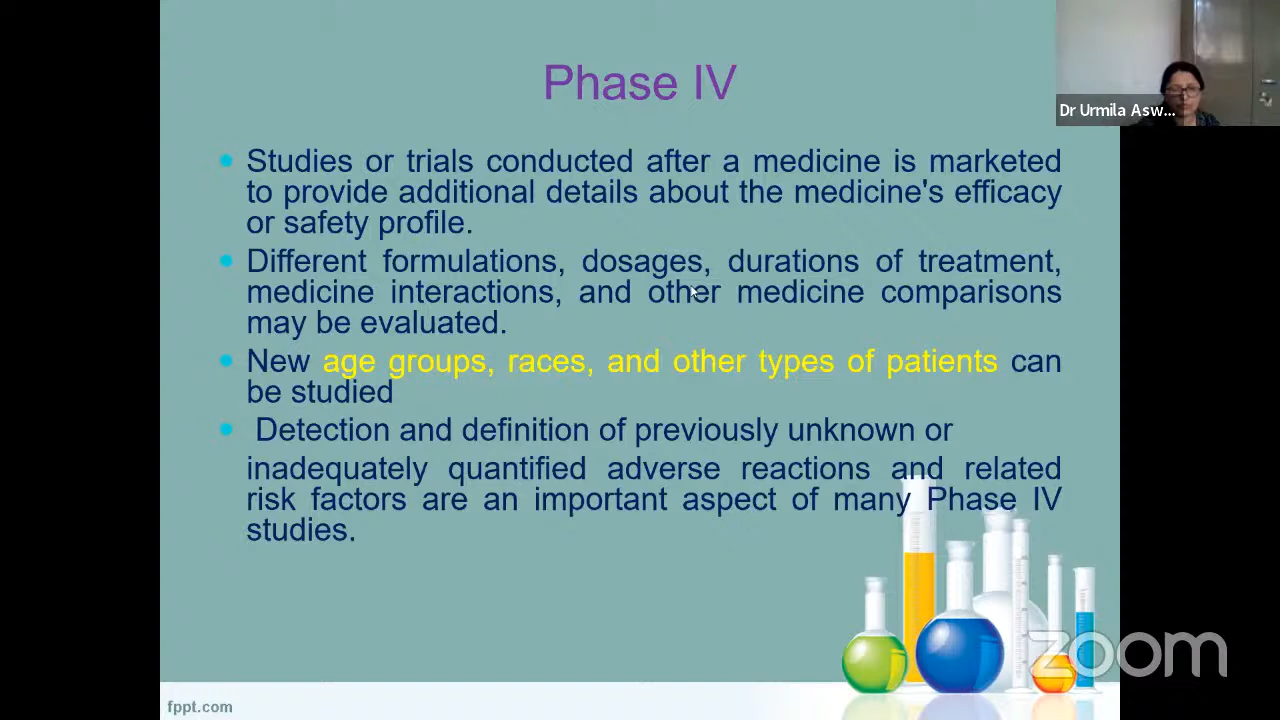 Phase IV
Dr Urmila Asw...
• Studies or trials conducted after a medicine is marketed
to provide additional details about the medicine's efficacy
or safety profile.
• Different formulations, dosages, durations of treatment,
medicine interactions, and other medicine comparisons
may be evaluated.
• New age groups, races, and other types of patients can
be studied
• Detection and definition of previously unknown or
inadequately quantified adverse reactions and related
risk factors are an important aspect of many Phase IV
studies.
zoom
fppt.com